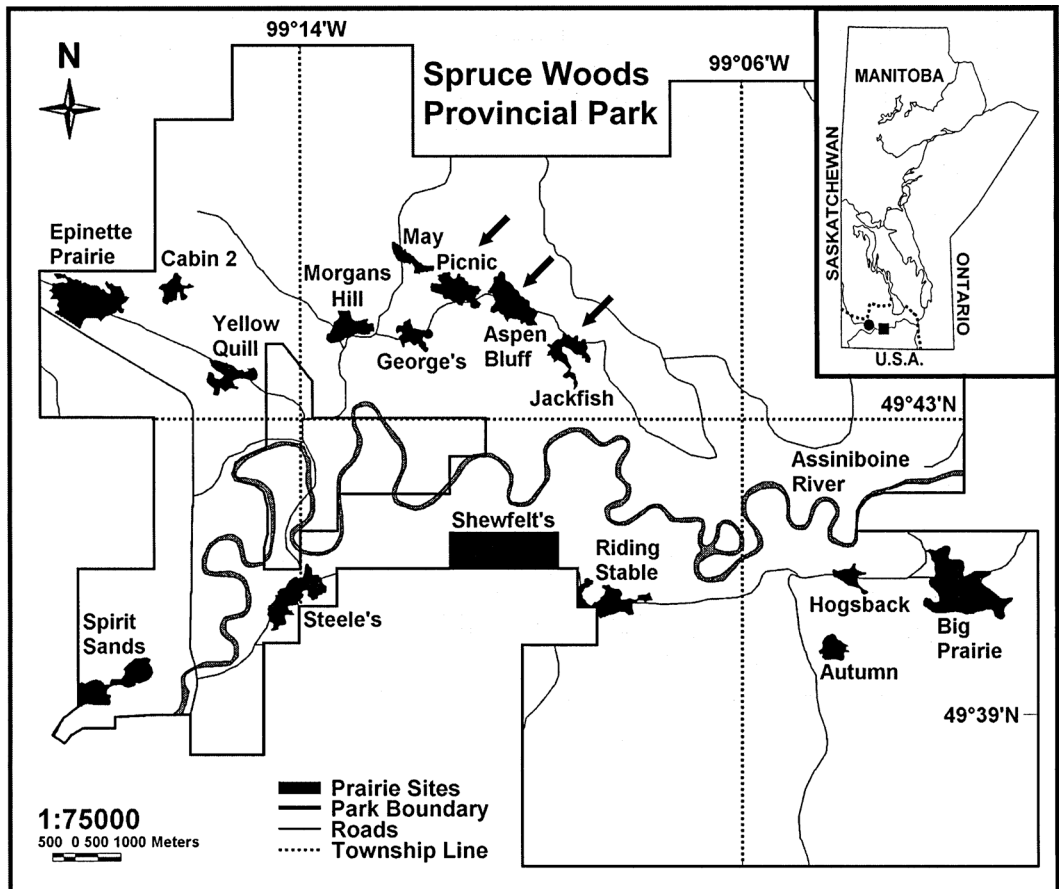 99°14'W
N
Spruce Woods
Provincial Park
99°06'W
MANITOBA
SASKATCHEWAN
ONTARIO
U.S.A.
Epinette
Prairie
Cabin 2
May
Picnic
Morgans
Hill
Yellow
Quill
George's
Aspen
Bluff
Jackfish
49°43'N
Assiniboine
River
Shewfelt's
Riding
Stable
Hogsback
Big
Prairie
Steele's
Spirit
Sands
Autumn
49°39'N
Prairie Sites
Park Boundary
Roads
Township Line
1:75000
500 0 500 1000 Meters